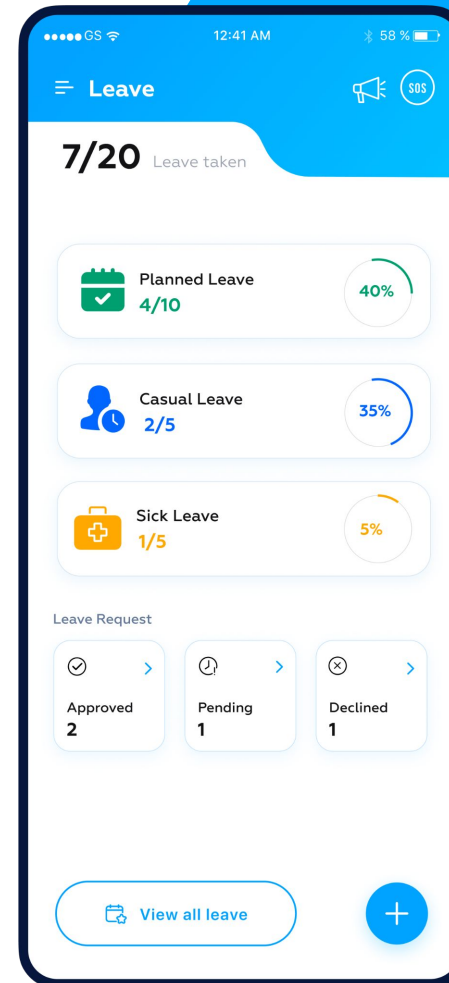 GS 12:41 AM 58 %
Leave SOS
7/20 Leave taken
Planned Leave
4/10
40%
Casual Leave
2/5
35%
Sick Leave
1/5
5%
Leave Request
Approved
2
Pending
1
Declined
1
View all leave